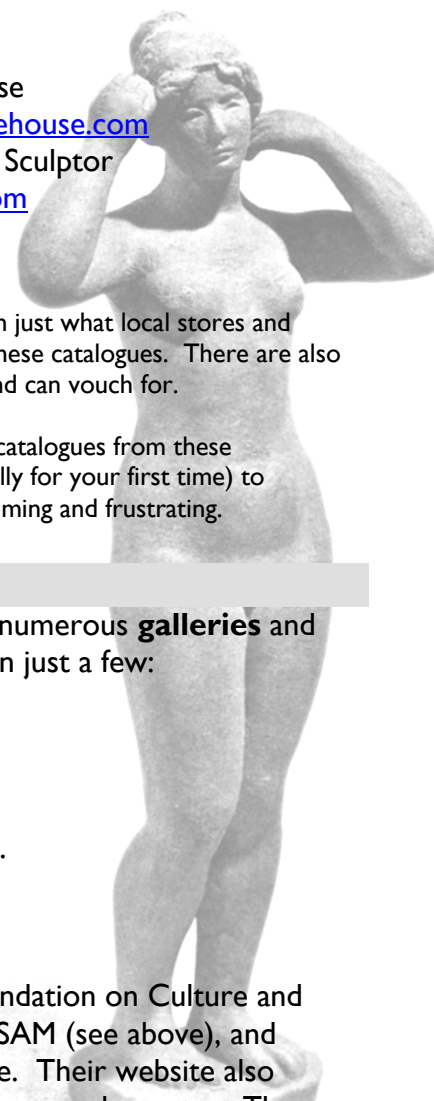 se
ehouse.com
Sculptor
om
n just what local stores and
hese catalogues. There are also
nd can vouch for.
catalogues from these
lly for your first time) to
ming and frustrating.
numerous galleries and
n just a few:
.
ndation on Culture and
SAM (see above), and
e. Their website also